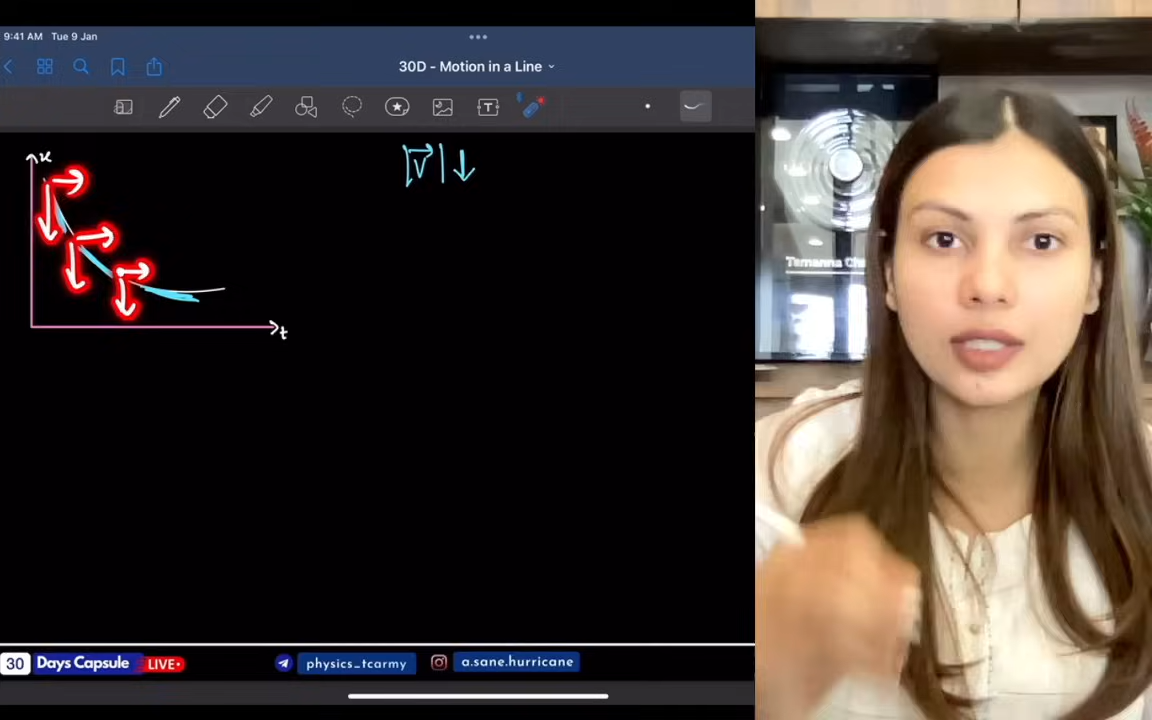 9:41 AM Tue 9 Jan
30D - Motion in a Line
T
x
|v⃗| ↓
t
30 Days Capsule LIVE
physics_tcarmy
a.sane.hurricane